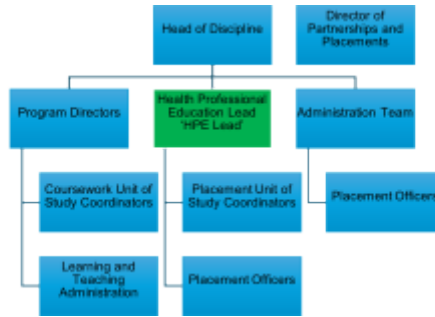 Head of Discipline
Director of
Partnerships and
Placements
Program Directors
Health Professional
Education Lead
'HPE Lead'
Administration Team
Coursework Unit of
Study Coordinators
Placement Unit of
Study Coordinators
Placement Officers
Learning and
Teaching
Administration
Placement Officers